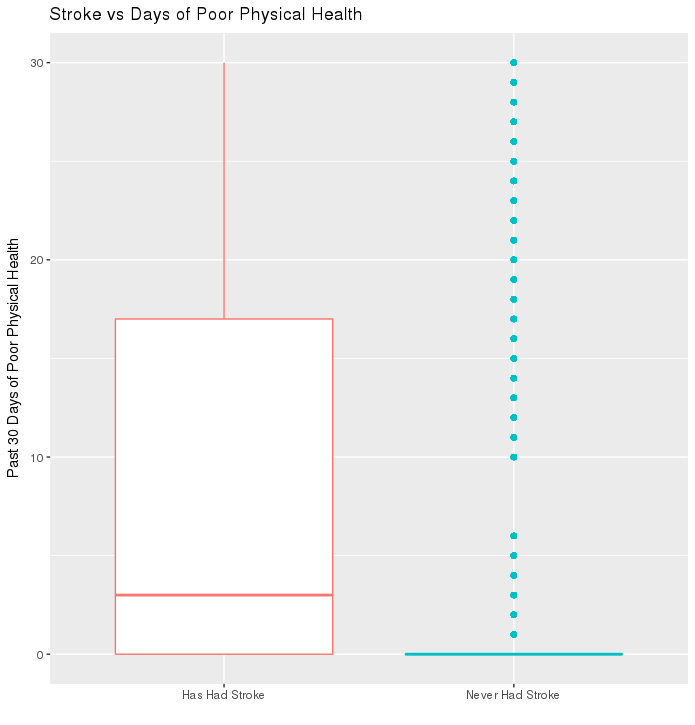 Stroke vs Days of Poor Physical Health
Past 30 Days of Poor Physical Health
30
20
10
0
Has Had Stroke
Never Had Stroke